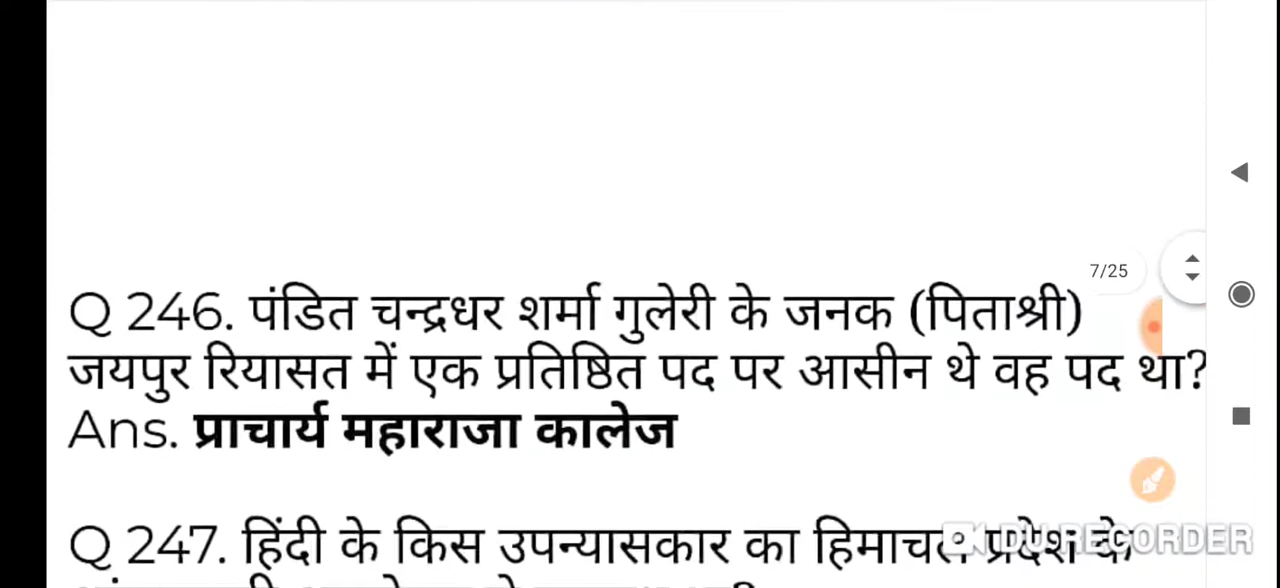 7/25
Q 246. पंडित चन्द्रधर शर्मा गुलेरी के जनक (पिताश्री)
जयपुर रियासत में एक प्रतिष्ठित पद पर आसीन थे वह पद था?
Ans. प्राचार्य महाराजा कालेज
Q 247. हिंदी के किस उपन्यासकार का हिमाचल प्रदेश के
DU RECORDER